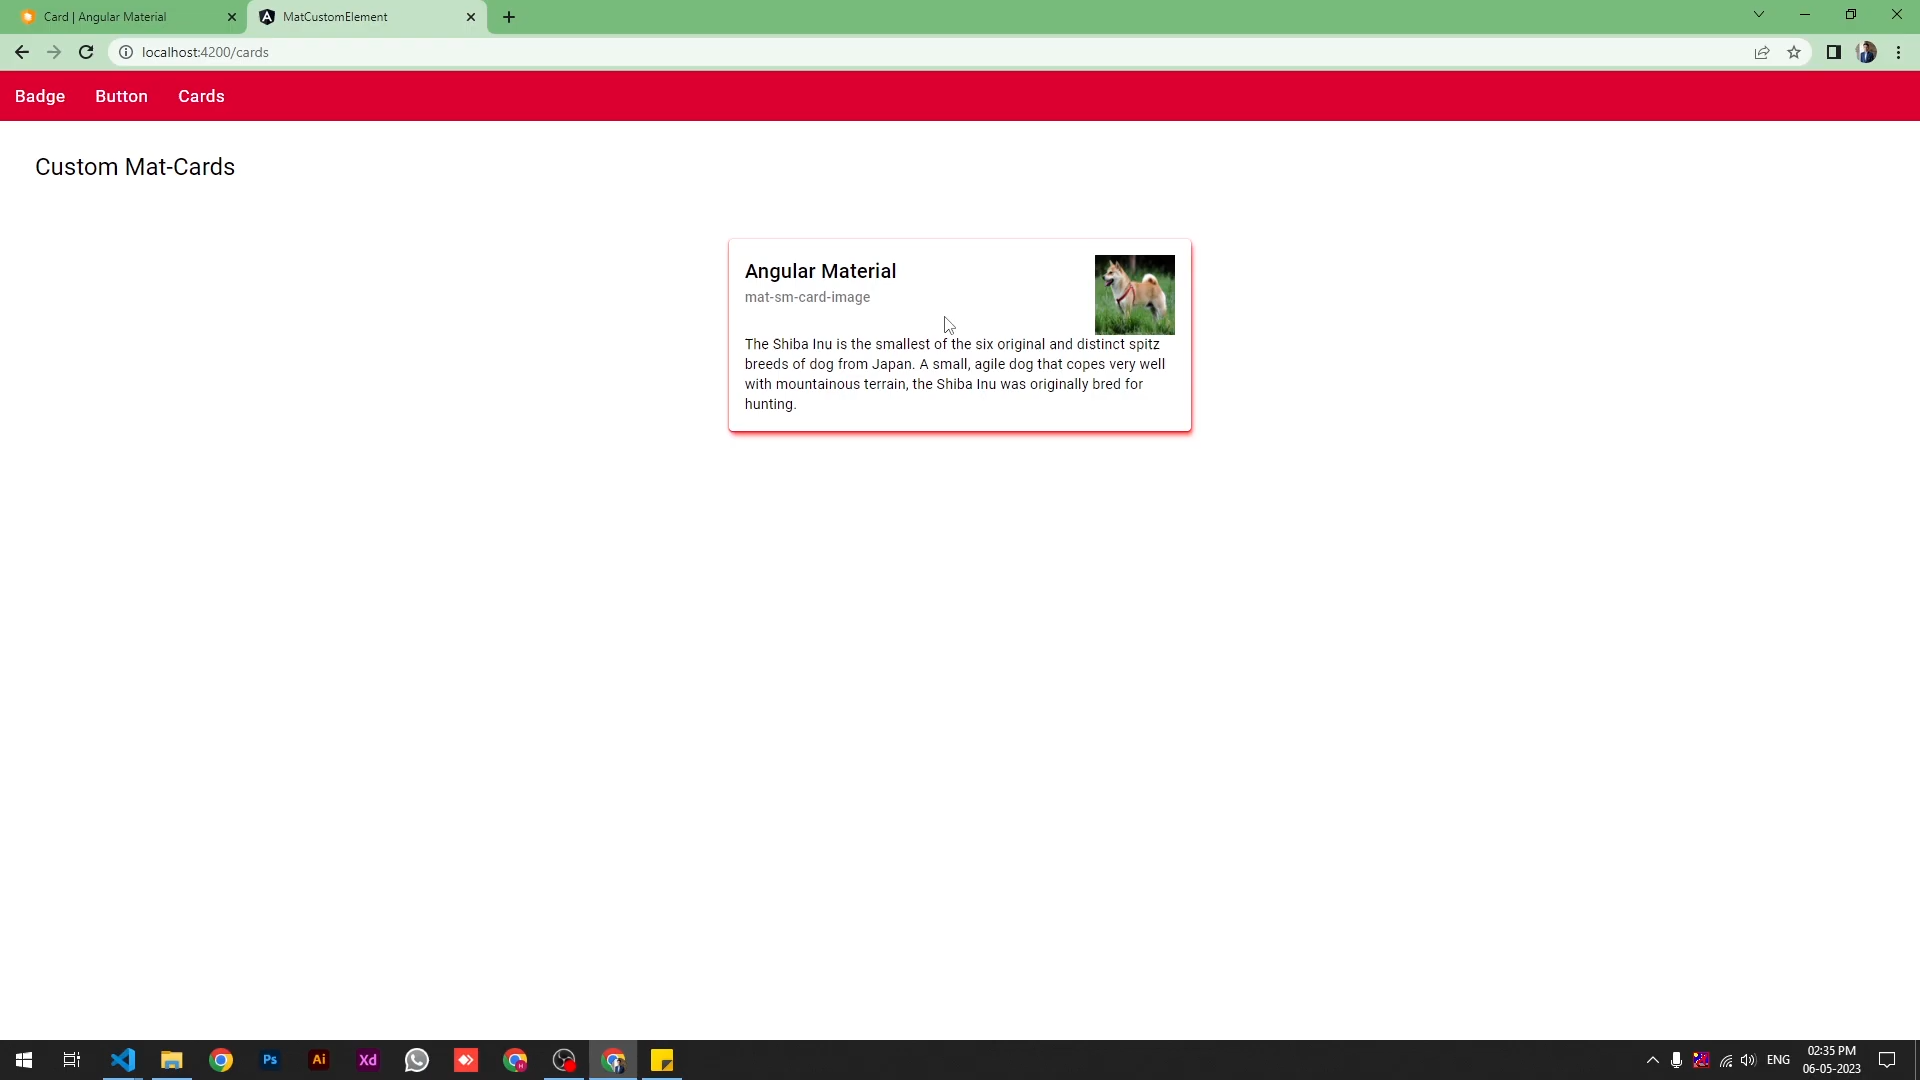 Card | Angular Material
MatCustomElement
localhost:4200/cards
Badge
Button
Cards
Custom Mat-Cards
Angular Material
mat-sm-card-image
The Shiba Inu is the smallest of the six original and distinct spitz
breeds of dog from Japan. A small, agile dog that copes very well
with mountainous terrain, the Shiba Inu was originally bred for
hunting.
Ps
Ai
Xd
ENG
02:35 PM
06-05-2023